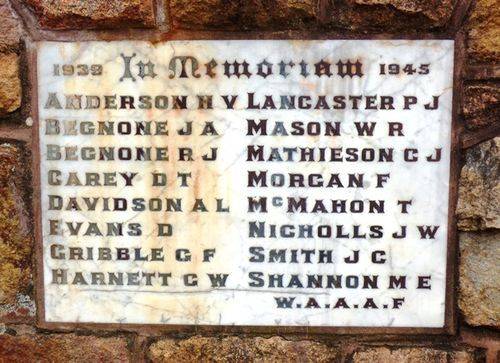 1939 In Memoriam 1945
ANDERSON H V LANCASTER P J
BEGNONE J A MASON W R
BEGNONE R J MATHIESON C J
CAREY D T MORGAN F
DAVIDSON A L McMAHON T
EVANS D NICHOLLS J W
GRIBBLE G F SMITH J C
HARNETT C W SHANNON M E
W.A.A.A.F